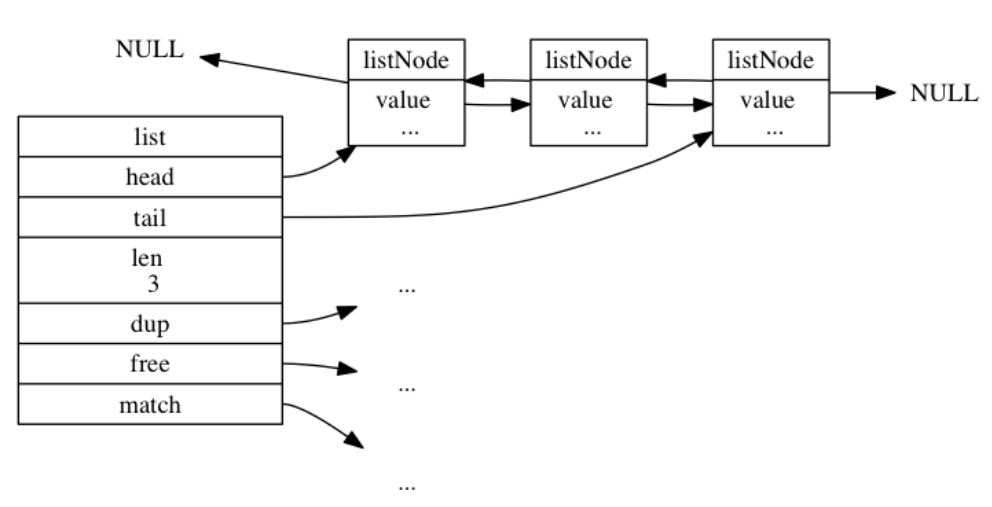 NULL
listNode
value
...
listNode
value
...
listNode
value
...
NULL
list
head
tail
len
3
dup
free
match
...
...
...